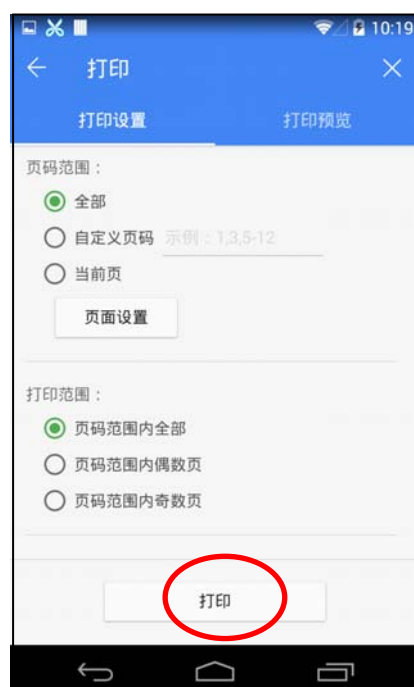 10:19
打印
打印设置 打印预览
页码范围：
全部
自定义页码 示例：1,3,5-12
当前页
页面设置
打印范围：
页码范围内全部
页码范围内偶数页
页码范围内奇数页
打印